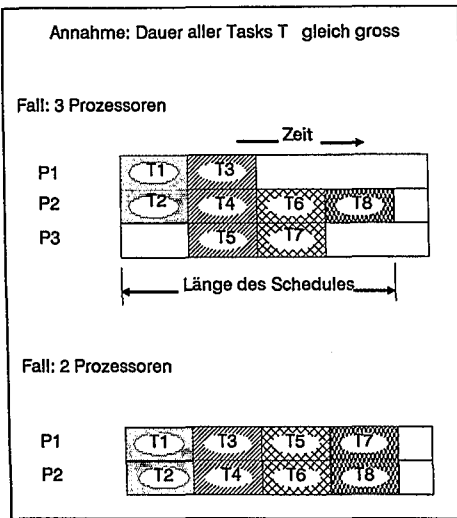 Annahme: Dauer aller Tasks T gleich gross
Fall: 3 Prozessoren
Zeit
P1 T1 T3
P2 T2 T4 T6 T8
P3 T5 T7
Länge des Schedules
Fall: 2 Prozessoren
P1 T1 T3 T5 T7
P2 T2 T4 T6 T8